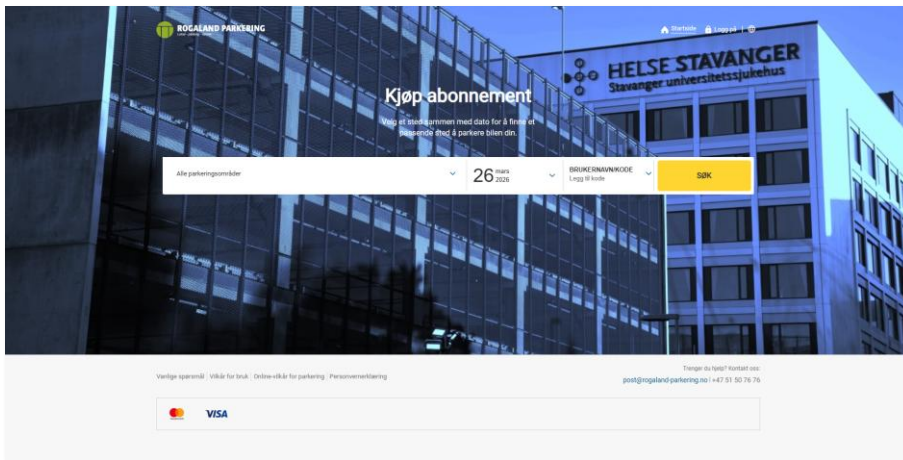 ROGALAND PARKERING
Startside
Logg på
HELSE STAVANGER
Stavanger universitetssjukehus
Kjøp abonnement
Velg et sted sammen med dato for å finne et
passende sted å parkere bilen din.
Alle parkeringsområder
26 mars
2026
BRUKERNAVN/KODE
Legg til kode
SØK
Vanlige spørsmål | Vilkår for bruk | Online-vilkår for parkering | Personvernerklæring
Trenger du hjelp? Kontakt oss:
post@rogaland-parkering.no | +47 51 50 76 76
VISA